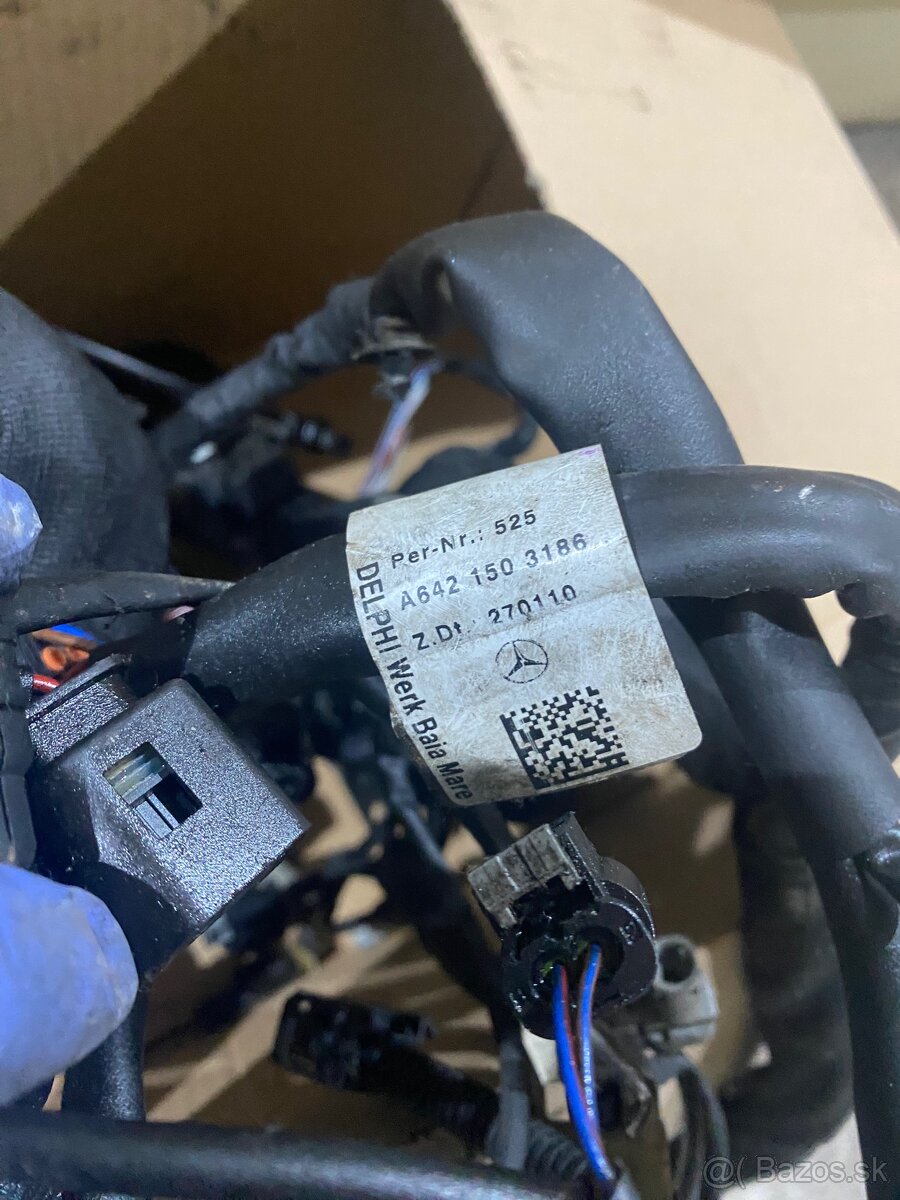 Per-Nr.: 525
A642 150 3186
Z.Dt.: 270110
DELPHI Werk Baia Mare
@( Bazos.sk